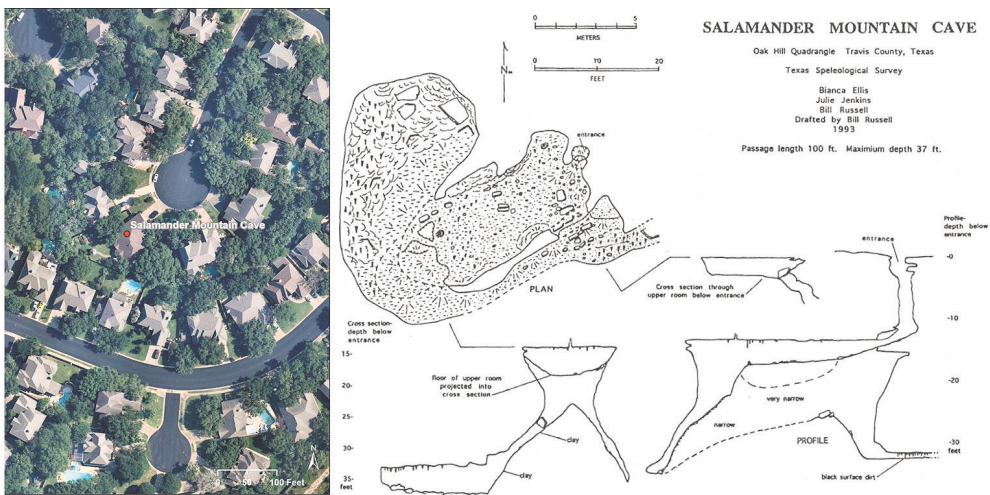 Salamander Mountain Cave
N
0 50 100 Feet
0 5
METERS
N
0 10 20
FEET
SALAMANDER MOUNTAIN CAVE
Oak Hill Quadrangle Travis County, Texas
Texas Speleological Survey
Bianca Ellis
Julie Jenkins
Bill Russell
Drafted by Bill Russell
1993
Passage length 100 ft. Maximium depth 37 ft.
entrance
PLAN
Cross section through
upper room below entrance
entrance
Profile-
depth below
entrance
-0
-10
-20
-30
feet
Cross section-
depth below
entrance
15-
20-
25-
30-
35-
feet
floor of upper room
projected into
cross section
clay
clay
very narrow
narrow
PROFILE
black surface dirt